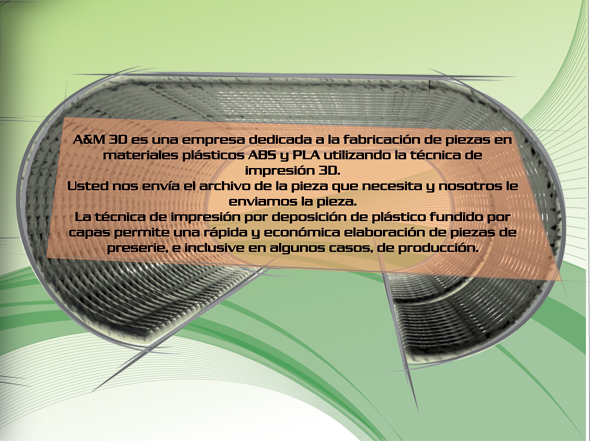 A&M 3D es una empresa dedicada a la fabricación de piezas en
materiales plásticos ABS y PLA utilizando la técnica de
impresión 3D.
Usted nos envía el archivo de la pieza que necesita y nosotros le
enviamos la pieza.
La técnica de impresión por deposición de plástico fundido por
capas permite una rápida y económica elaboración de piezas de
preserie, e inclusive en algunos casos, de producción.